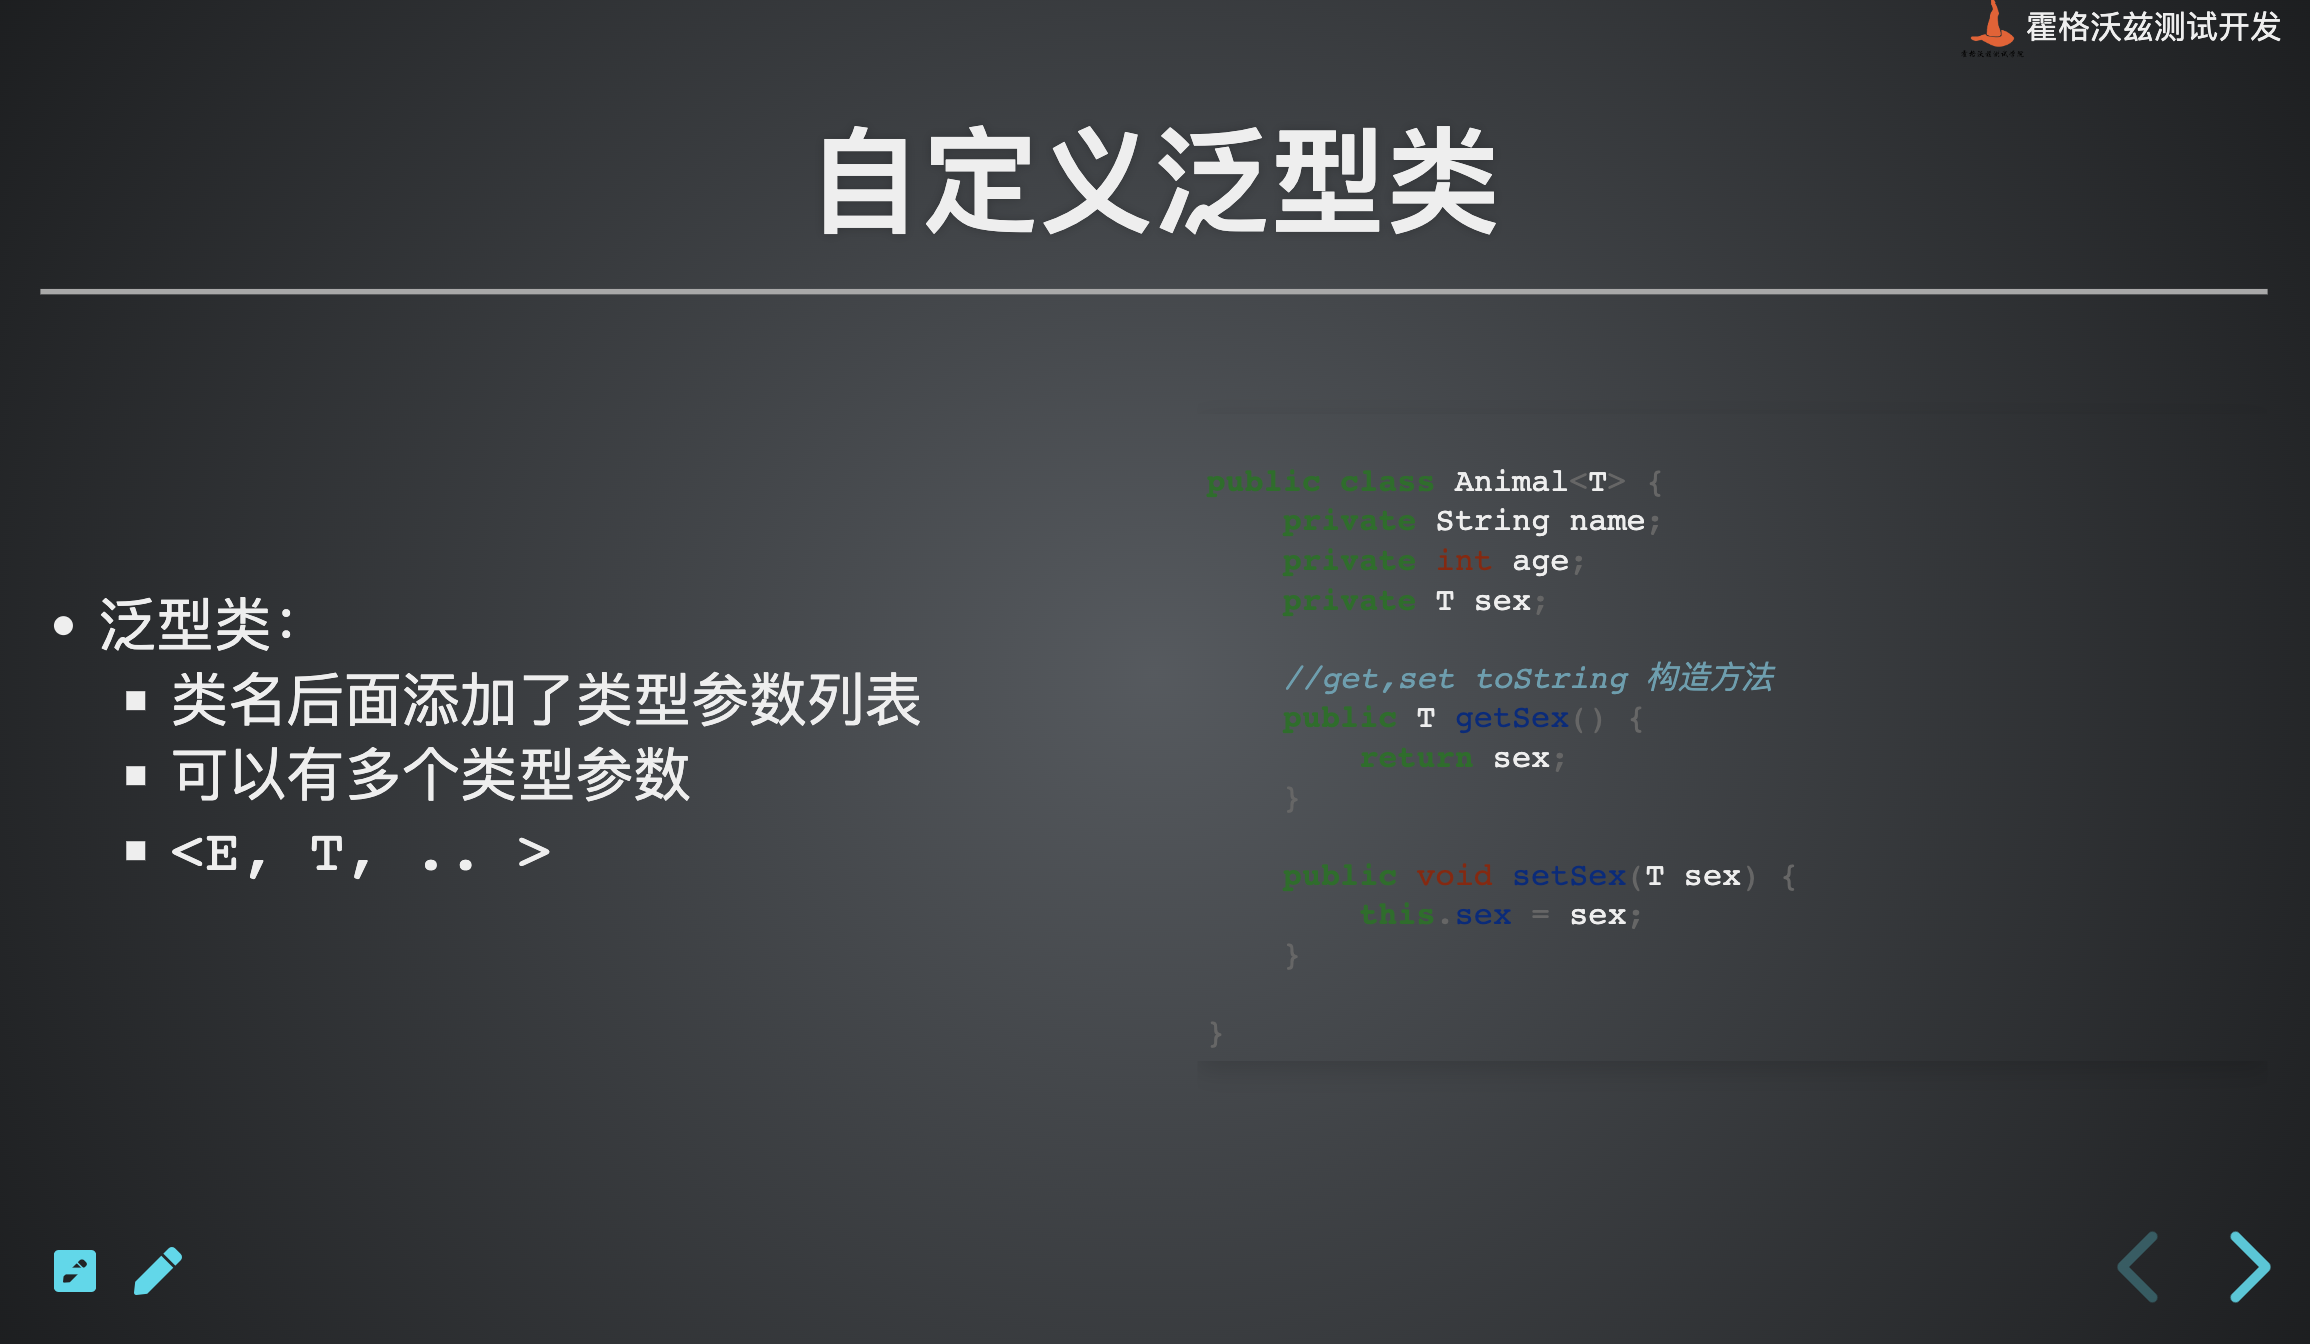 霍格沃兹测试开发
自定义泛型类
泛型类：
类名后面添加了类型参数列表
可以有多个类型参数
<E, T, .. >
public class Animal<T> {
    private String name;
    private int age;
    private T sex;
    //get,set toString 构造方法
    public T getSex() {
        return sex;
    }
    public void setSex(T sex) {
        this.sex = sex;
    }
}